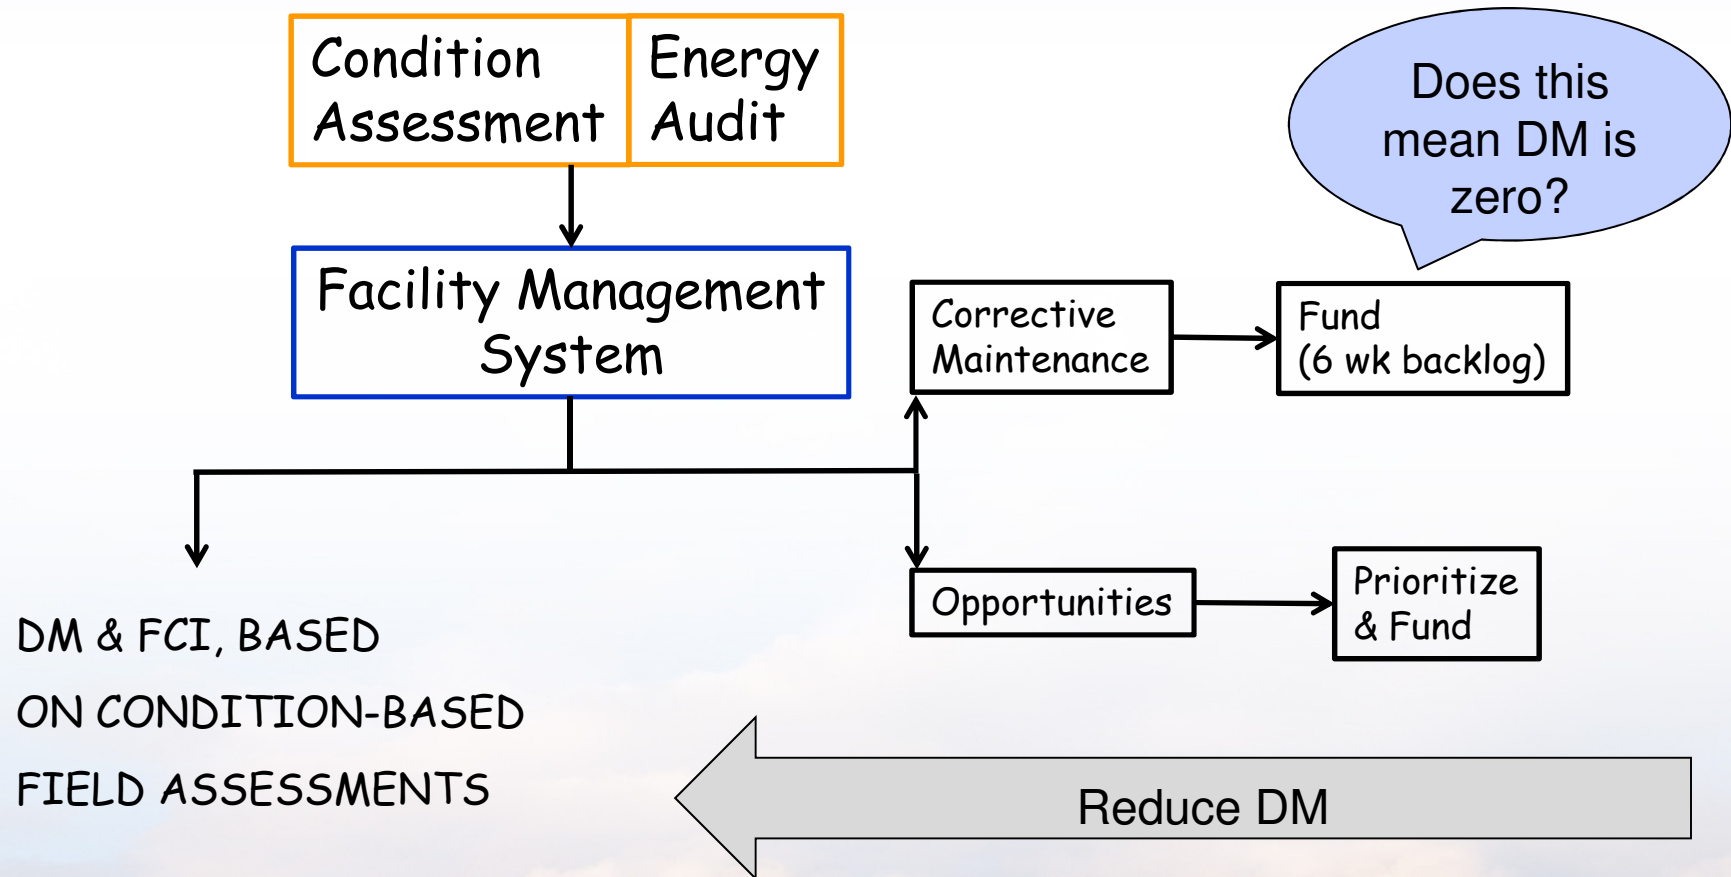 Condition
Assessment
Energy
Audit
Does this
mean DM is
zero?
Facility Management
System
Corrective
Maintenance
Fund
(6 wk backlog)
Opportunities
Prioritize
& Fund
DM & FCI, BASED
ON CONDITION-BASED
FIELD ASSESSMENTS
Reduce DM